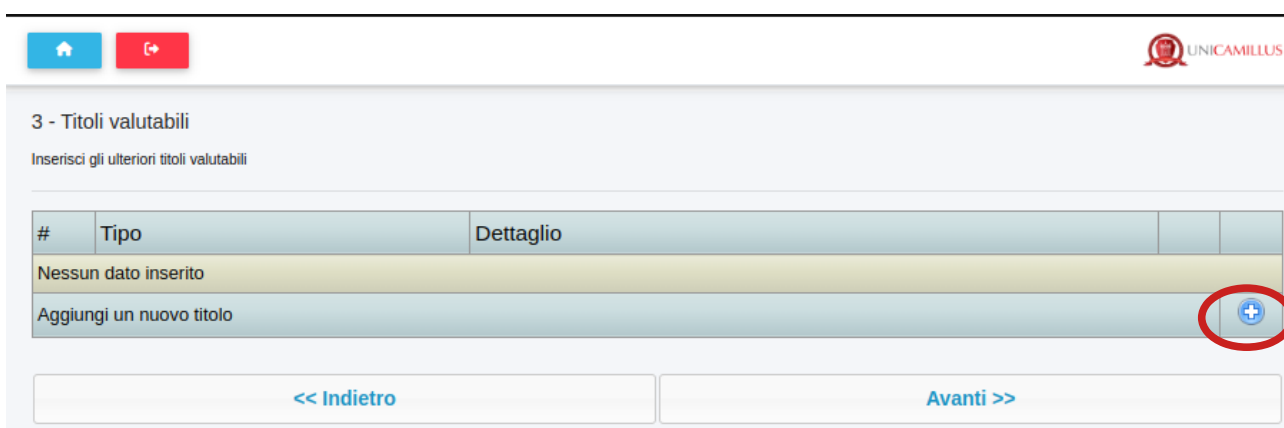 UNICAMILLUS
3 - Titoli valutabili
Inserisci gli ulteriori titoli valutabili
# Tipo Dettaglio
Nessun dato inserito
Aggiungi un nuovo titolo
<< Indietro Avanti >>